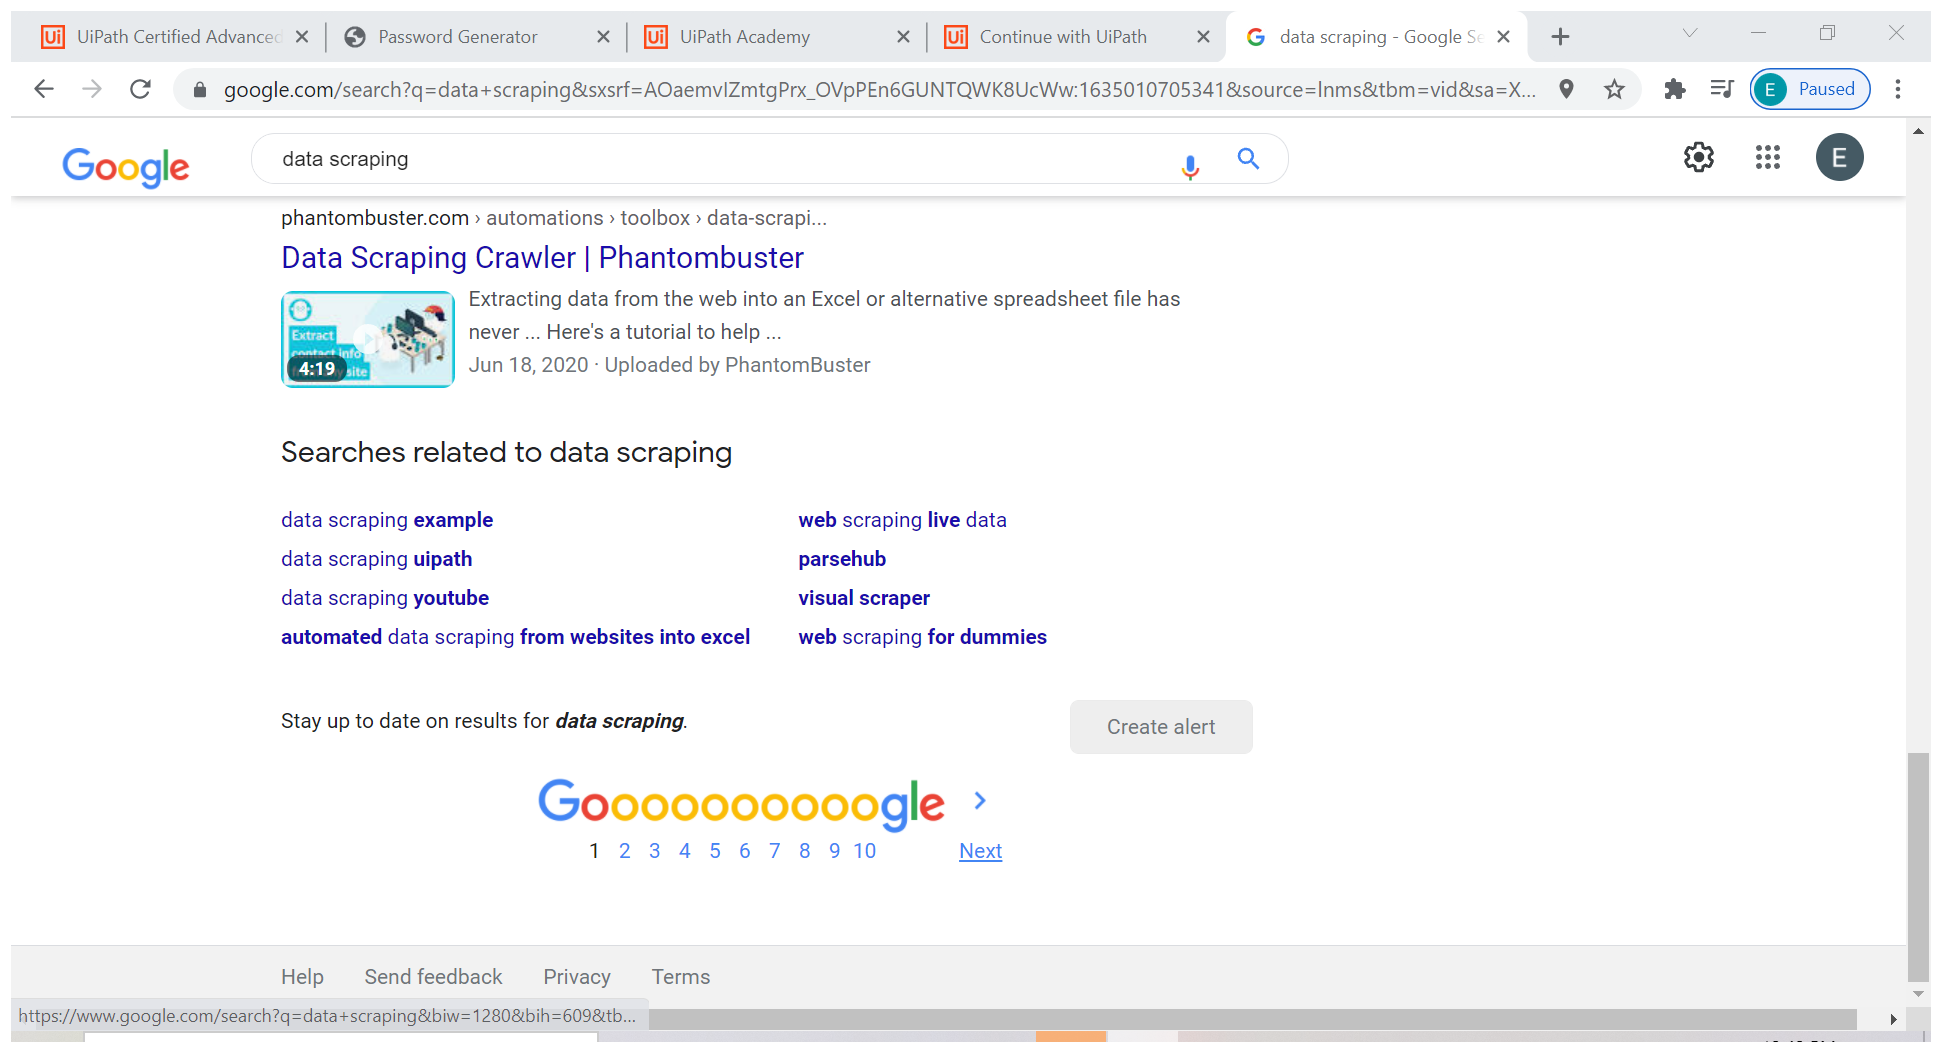 UiPath Certified Advanced
Password Generator
UiPath Academy
Continue with UiPath
data scraping - Google Se
google.com/search?q=data+scraping&sxsrf=AOaemvIZmtgPrx_OVpPEn6GUNTQWK8UcWw:1635010705341&source=lnms&tbm=vid&sa=X...
E Paused
Google
data scraping
E
phantombuster.com › automations › toolbox › data-scrapi...
Data Scraping Crawler | Phantombuster
Extract
contact info
site
4:19
Extracting data from the web into an Excel or alternative spreadsheet file has
never ... Here's a tutorial to help ...
Jun 18, 2020 · Uploaded by PhantomBuster
Searches related to data scraping
data scraping example
web scraping live data
data scraping uipath
parsehub
data scraping youtube
visual scraper
automated data scraping from websites into excel
web scraping for dummies
Stay up to date on results for data scraping.
Create alert
Goooooooooogle
1 2 3 4 5 6 7 8 9 10 Next
Help Send feedback Privacy Terms
https://www.google.com/search?q=data+scraping&biw=1280&bih=609&tb...